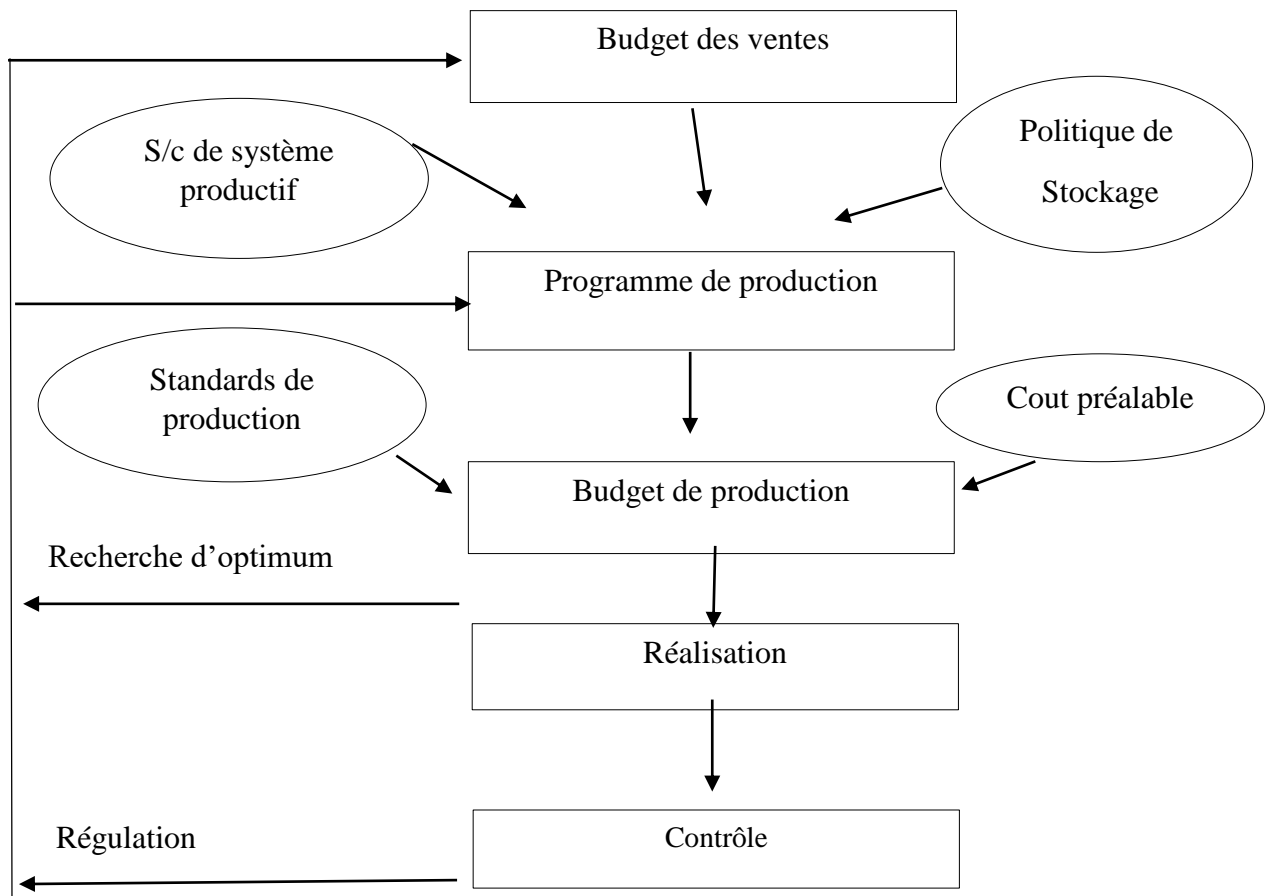 Budget des ventes
S/c de système
productif
Politique de
Stockage
Programme de production
Standards de
production
Cout préalable
Budget de production
Recherche d’optimum
Réalisation
Régulation
Contrôle